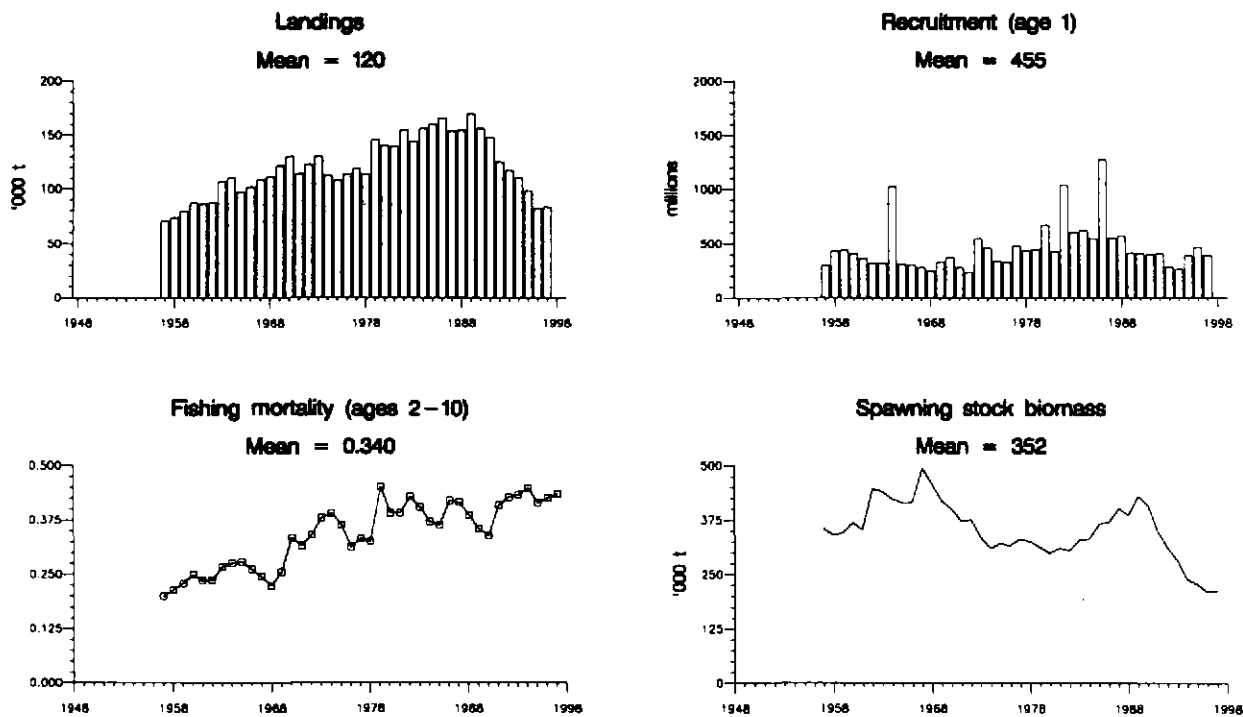 Landings
Mean = 120
200
150
100
50
0
'000 t
1948 1958 1968 1978 1988 1998
Recruitment (age 1)
Mean = 455
2000
1500
1000
500
0
millions
1948 1958 1968 1978 1988 1998
Fishing mortality (ages 2-10)
Mean = 0.340
0.500
0.375
0.250
0.125
0.000
1948 1958 1968 1978 1988 1998
Spawning stock biomass
Mean = 352
500
375
250
125
0
'000 t
1948 1958 1968 1978 1988 1998